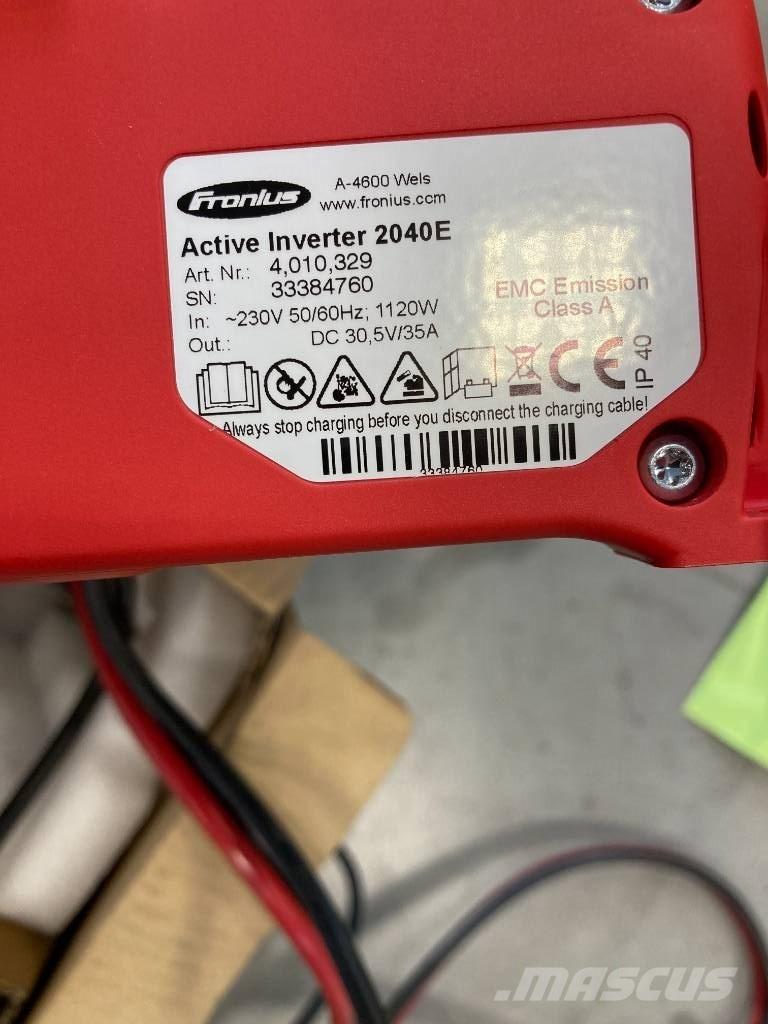 Fronius
A-4600 Wels
www.fronius.com
Active Inverter 2040E
Art. Nr.: 4,010,329
SN: 33384760
In: ~230V 50/60Hz; 1120W
Out.: DC 30,5V/35A
EMC Emission
Class A
CE
IP 40
Always stop charging before you disconnect the charging cable!
33384760
MASCUS